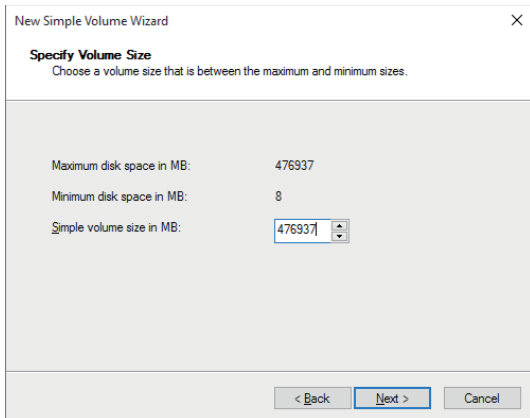 New Simple Volume Wizard
Specify Volume Size
Choose a volume size that is between the maximum and minimum sizes.
Maximum disk space in MB: 476937
Minimum disk space in MB: 8
Simple volume size in MB: 476937
< Back Next > Cancel